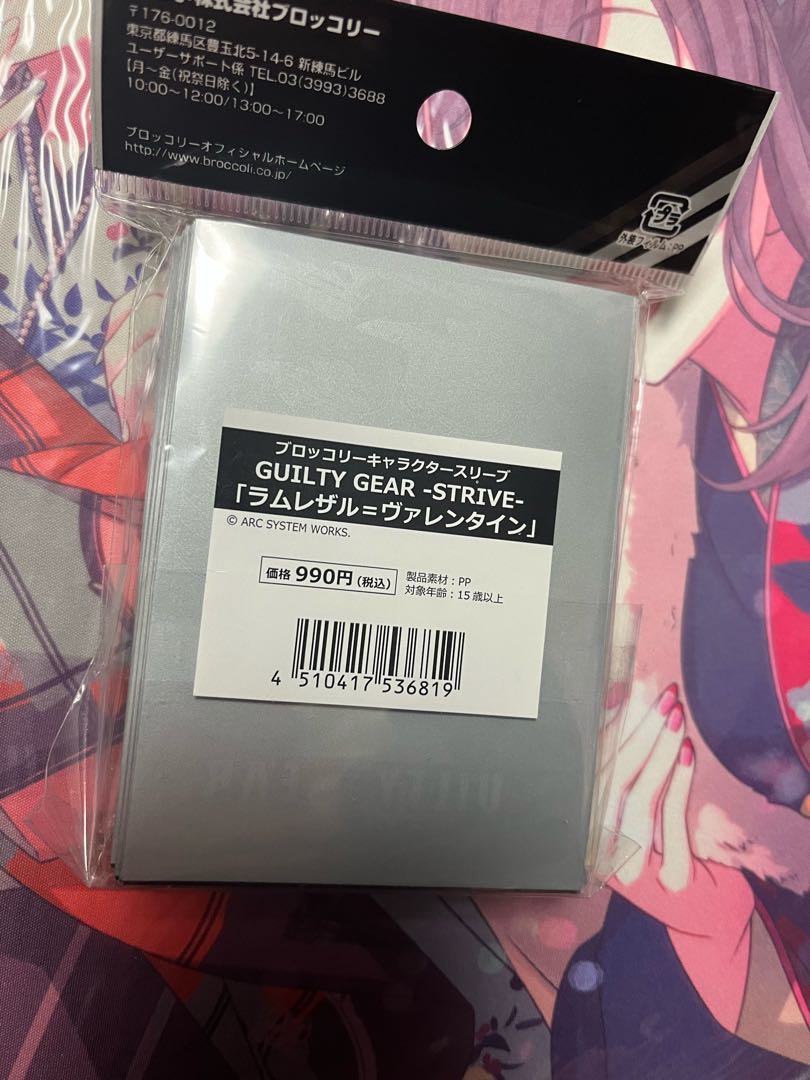 株式会社ブロッコリー
〒176-0012
東京都練馬区豊玉北5-14-6 新練馬ビル
ユーザーサポート係 TEL.03(3993)3688
【月～金(祝祭日除く)】
10:00～12:00/13:00～17:00
ブロッコリーオフィシャルホームページ
http://www.broccoli.co.jp/
プラ
外装フィルム:PP
ブロッコリーキャラクタースリーブ
GUILTY GEAR -STRIVE-
「ラムレザル＝ヴァレンタイン」
© ARC SYSTEM WORKS.
価格 990円(税込)
製品素材：PP
対象年齢：15歳以上
4 510417 536819